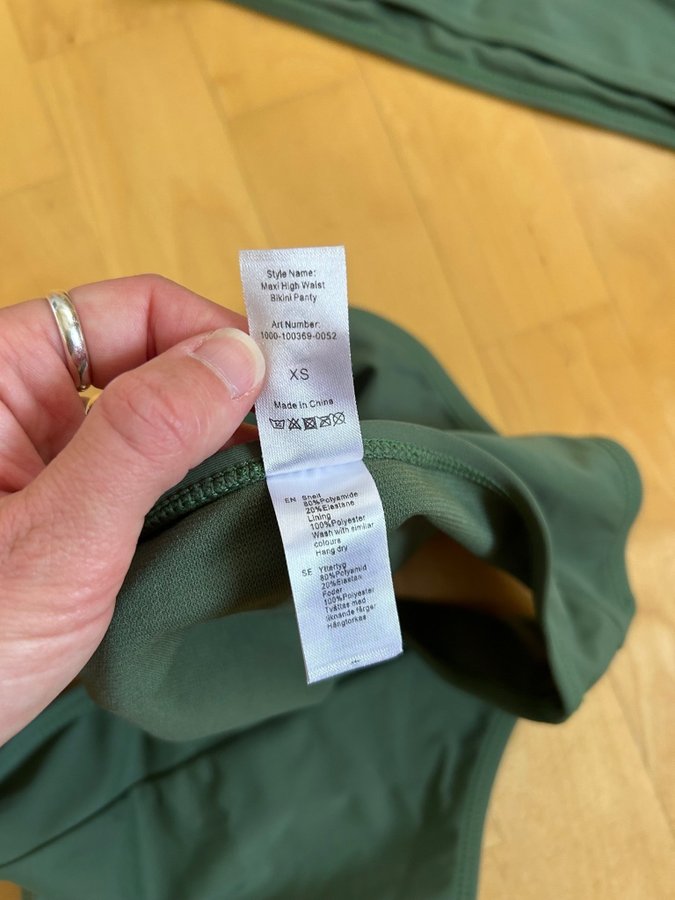 Style Name:
Maxi High Waist
Bikini Panty
Art Number:
1000-100369-0052
XS
Made in China
EN Shell
80%Polyamide
20%Elastane
Lining
100%Polyester
Wash with similar
colours
Hang dry
SE Yttertyg
80%Polyamid
20%Elastan
Foder
100%Polyester
Tvättas med
liknande färger
Hängtorkas